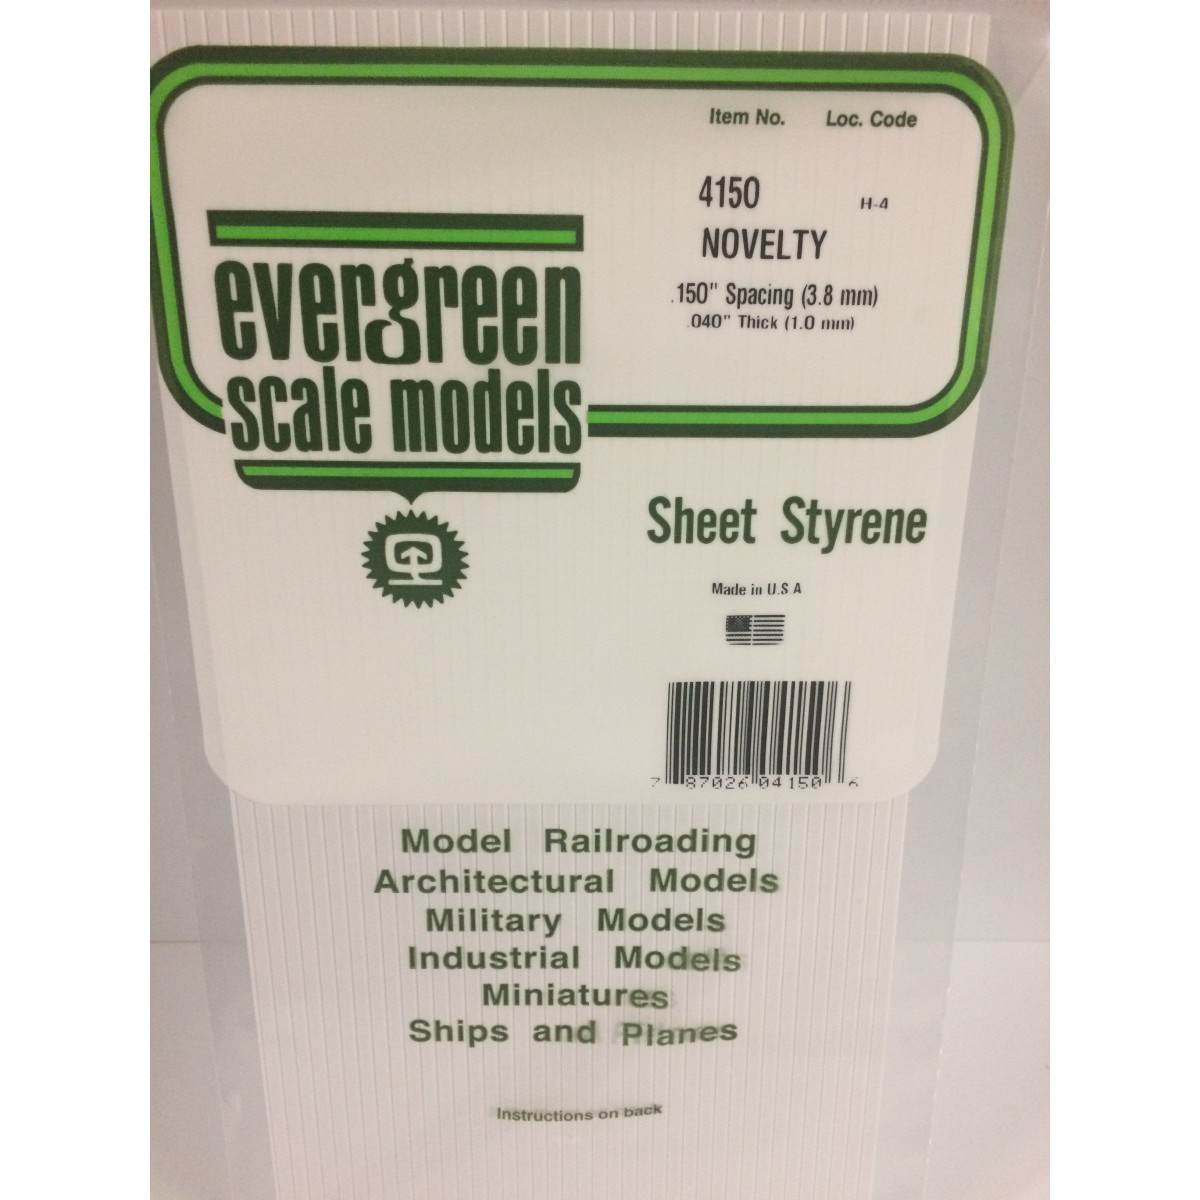 Item No. Loc. Code
4150 H-4
NOVELTY
.150" Spacing (3.8 mm)
.040" Thick (1.0 mm)
evergreen
scale models
Sheet Styrene
Made in U.S.A
7 87026 04150 6
Model Railroading
Architectural Models
Military Models
Industrial Models
Miniatures
Ships and Planes
Instructions on back